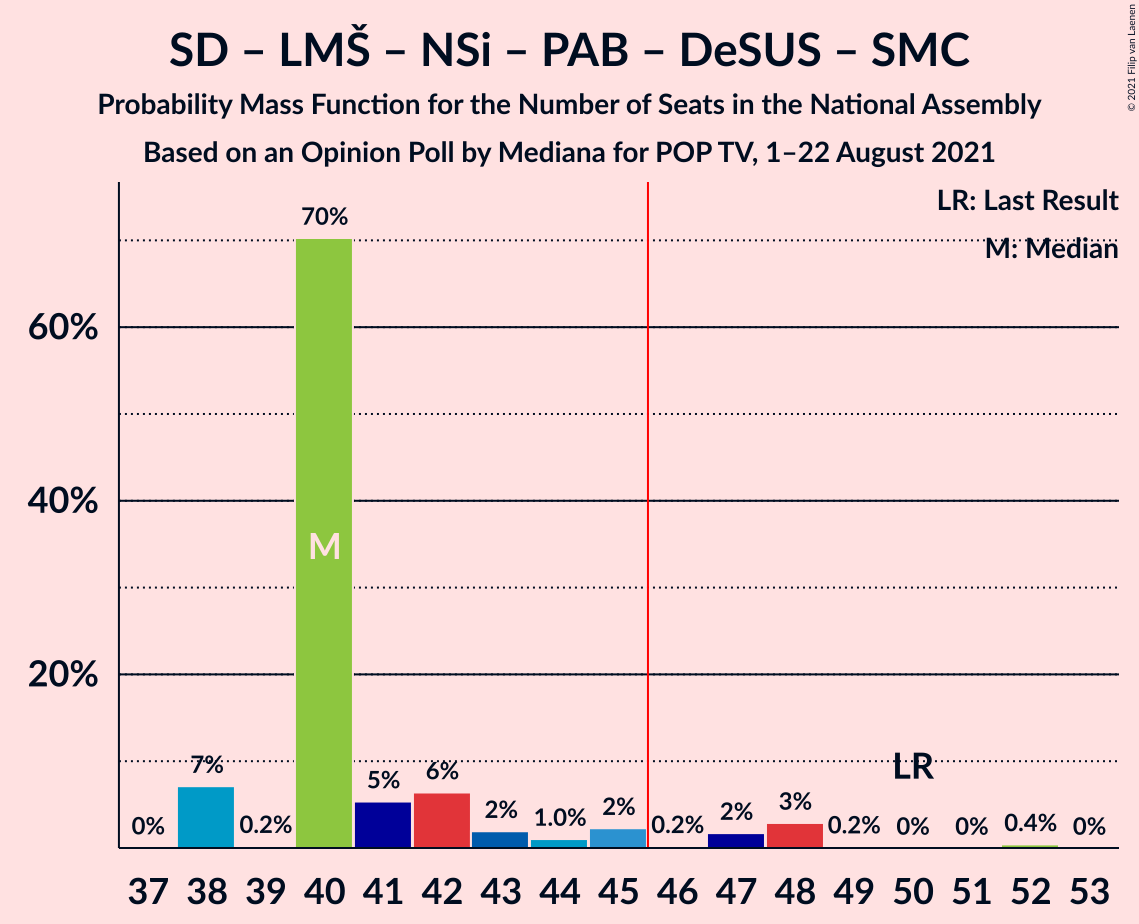 SD – LMŠ – NSi – PAB – DeSUS – SMC
Probability Mass Function for the Number of Seats in the National Assembly
Based on an Opinion Poll by Mediana for POP TV, 1–22 August 2021
© 2021 Filip van Laenen
LR: Last Result
M: Median
70%
60%
40%
M
20%
LR
7%
5%
6%
0%
0.2%
2%
1.0%
2%
0.2%
2%
3%
0.2%
0%
0%
0.4%
0%
37 38 39 40 41 42 43 44 45 46 47 48 49 50 51 52 53